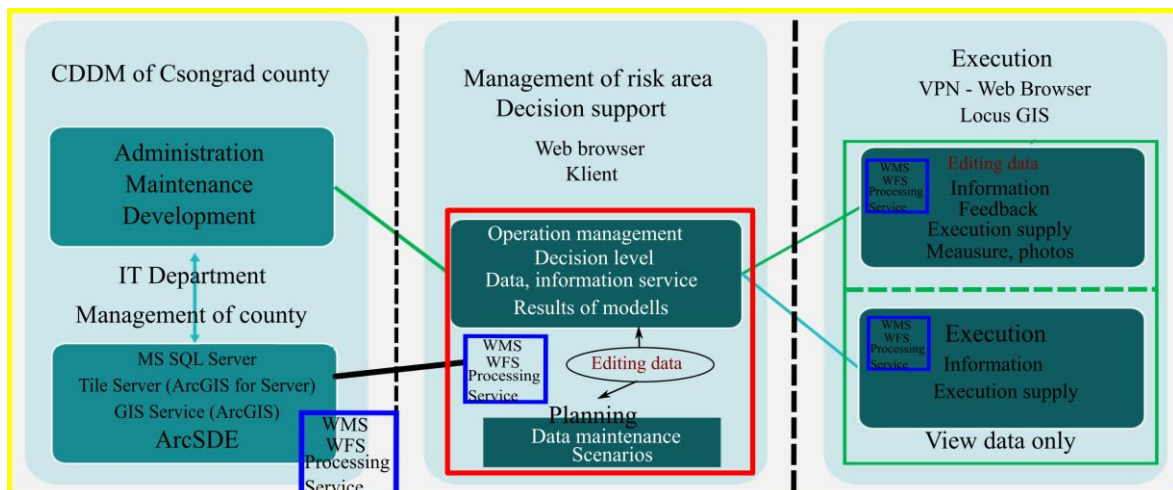 CDDM of Csongrad county
Administration
Maintenance
Development
IT Department
Management of county
MS SQL Server
Tile Server (ArcGIS for Server)
GIS Service (ArcGIS)
ArcSDE
WMS
WFS
Processing
Service
Management of risk area
Decision support
Web browser
Klient
Operation management
Decision level
Data, information service
Results of modells
WMS
WFS
Processing
Service
Editing data
Planning
Data maintenance
Scenarios
Execution
VPN - Web Browser
Locus GIS
WMS
WFS
Processing
Service
Editing data
Information
Feedback
Execution supply
Meausure, photos
WMS
WFS
Processing
Service
Execution
Information
Execution supply
View data only